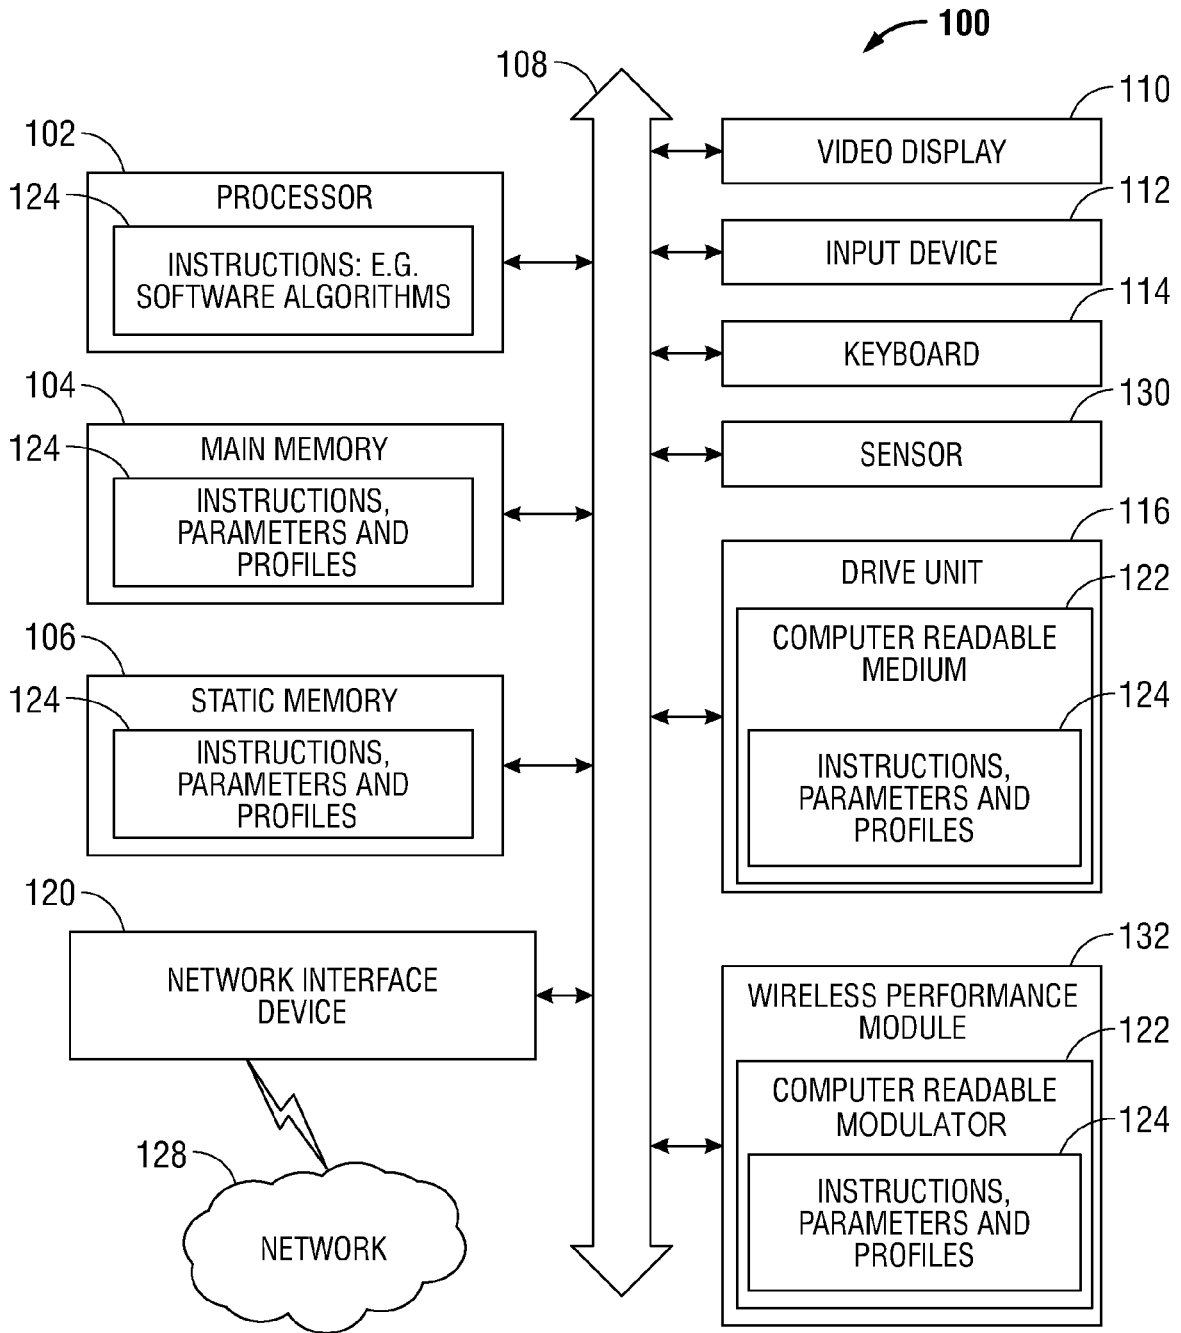 100
108
102
124
PROCESSOR
INSTRUCTIONS: E.G.
SOFTWARE ALGORITHMS
104
124
MAIN MEMORY
INSTRUCTIONS,
PARAMETERS AND
PROFILES
106
124
STATIC MEMORY
INSTRUCTIONS,
PARAMETERS AND
PROFILES
120
NETWORK INTERFACE
DEVICE
128
NETWORK
110
VIDEO DISPLAY
112
INPUT DEVICE
114
KEYBOARD
130
SENSOR
116
DRIVE UNIT
122
COMPUTER READABLE
MEDIUM
124
INSTRUCTIONS,
PARAMETERS AND
PROFILES
132
WIRELESS PERFORMANCE
MODULE
122
COMPUTER READABLE
MODULATOR
124
INSTRUCTIONS,
PARAMETERS AND
PROFILES